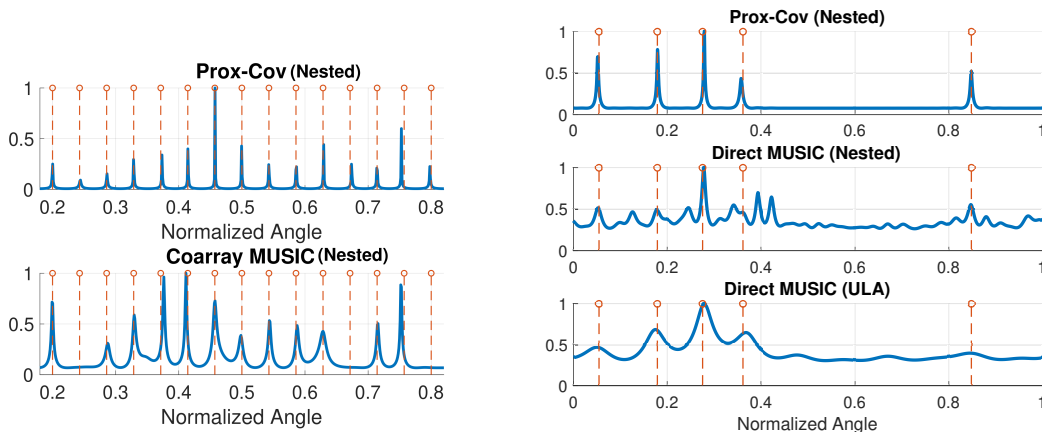 Prox-Cov (Nested)
1
0.5
0
0.2 0.3 0.4 0.5 0.6 0.7 0.8
Normalized Angle
Coarray MUSIC (Nested)
1
0.5
0
0.2 0.3 0.4 0.5 0.6 0.7 0.8
Normalized Angle
Prox-Cov (Nested)
1
0.5
0
0 0.2 0.4 0.6 0.8 1
Direct MUSIC (Nested)
1
0.5
0
0 0.2 0.4 0.6 0.8 1
Direct MUSIC (ULA)
1
0.5
0
0 0.2 0.4 0.6 0.8 1
Normalized Angle